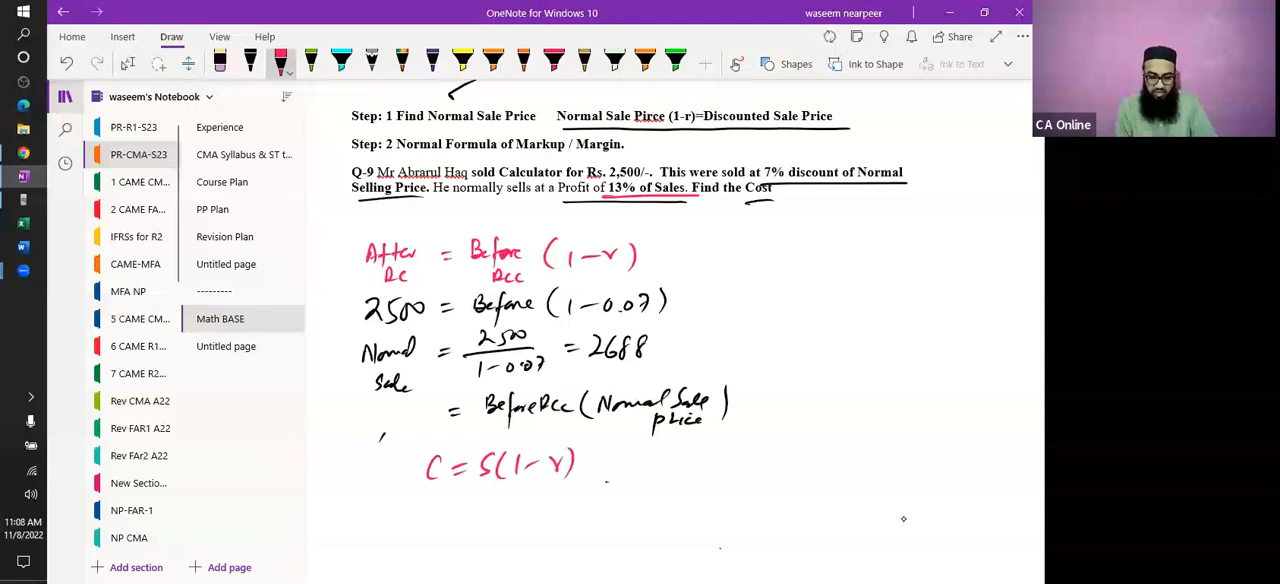 OneNote for Windows 10
waseem nearpeer
Home Insert Draw View Help
Share
Shapes Ink to Shape Ink to Text
waseem's Notebook
PR-R1-S23
PR-CMA-S23
1 CAME CM...
2 CAME FA...
IFRSs for R2
CAME-MFA
MFA NP
5 CAME CM...
6 CAME R1...
7 CAME R2...
Rev CMA A22
Rev FAR1 A22
Rev FAr2 A22
New Sectio...
NP-FAR-1
NP CMA
Add section
Experience
CMA Syllabus & ST t...
Course Plan
PP Plan
Revision Plan
Untitled page
---------
Math BASE
Untitled page
Add page
Step: 1 Find Normal Sale Price Normal Sale Pirce (1-r)=Discounted Sale Price
Step: 2 Normal Formula of Markup / Margin.
Q-9 Mr Abrarul Haq sold Calculator for Rs. 2,500/-. This were sold at 7% discount of Normal
Selling Price. He normally sells at a Profit of 13% of Sales. Find the Cost
After DC = Before Dcc (1-r)
2500 = Before (1-0.07)
Normal Sale = 2500 / 1-0.07 = 2688
= Before Dcc (Normal Sale price)
C = S(1-r)
CA Online
11:08 AM
11/8/2022